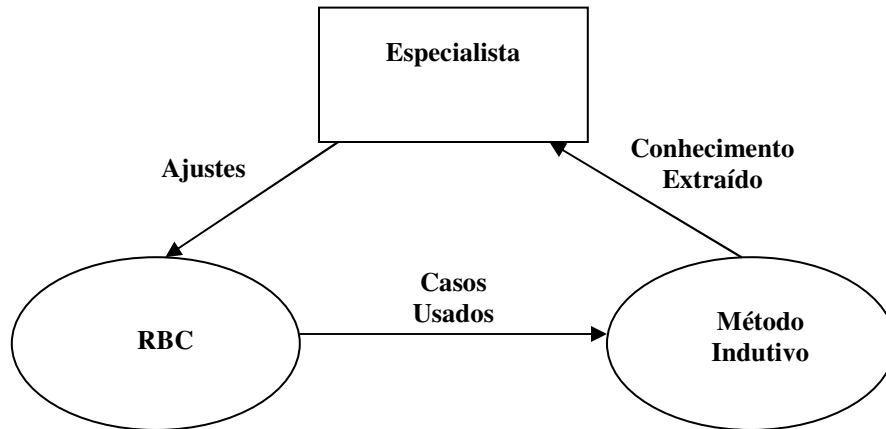 Especialista
Ajustes
Conhecimento
Extraído
Casos
Usados
RBC
Método
Indutivo